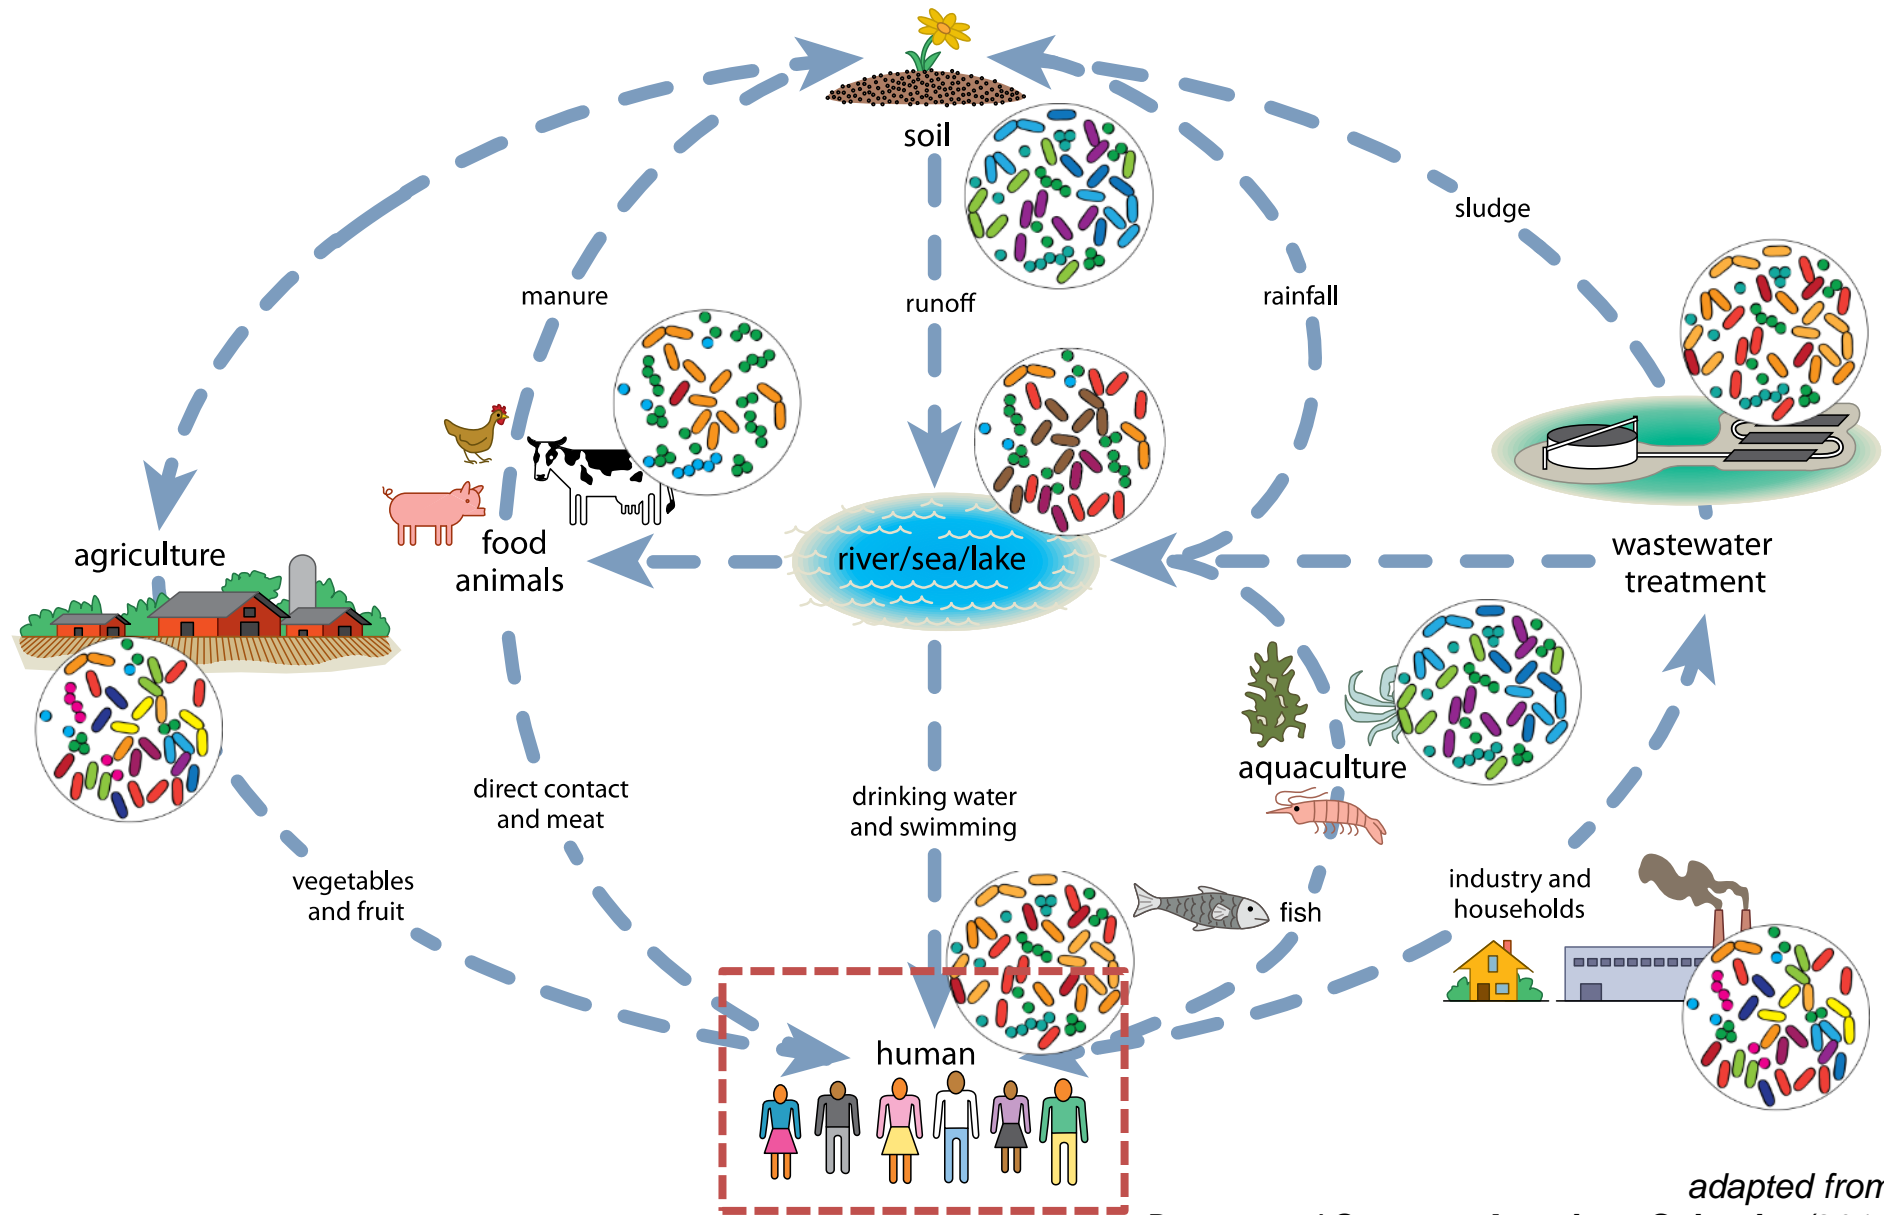 soil
sludge
manure
runoff
rainfall
agriculture
food
animals
river/sea/lake
wastewater
treatment
aquaculture
direct contact
and meat
drinking water
and swimming
vegetables
and fruit
fish
industry and
households
human
adapted from